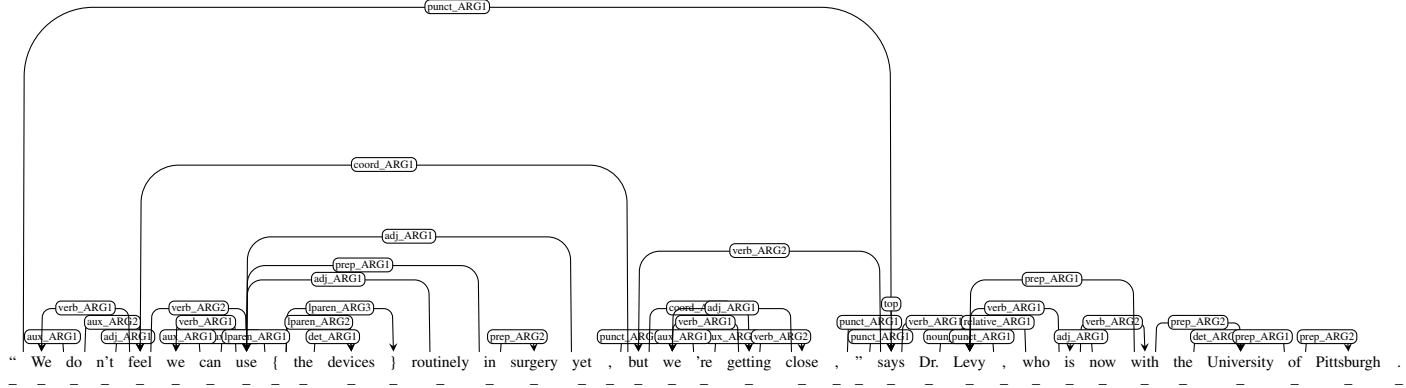 punct_ARG1
coord_ARG1
adj_ARG1
verb_ARG2
prep_ARG1
adj_ARG1
prep_ARG1
top
verb_ARG1 verb_ARG2 lparen_ARG3 adj_ARG1 verb_ARG1
aux_ARG2 verb_ARG1 lparen_ARG2 verb_ARG1 punct_ARG1 verb_ARG1 relative_ARG1 verb_ARG2 prep_ARG2
aux_ARG1 adj_ARG1 aux_ARG1 lparen_ARG1 det_ARG1 prep_ARG2 verb_ARG2 punct_ARG1 punct_ARG1 adj_ARG1 prep_ARG1 prep_ARG2
“ We do n't feel we can use { the devices } routinely in surgery yet , but we 're getting close , ” says Dr. Levy , who is now with the University of Pittsburgh .
_ _ _ _ _ _ _ _ _ _ _ _ _ _ _ _ _ _ _ _ _ _ _ _ _ _ _ _ _ _ _ _ _ _ _ _ _ _